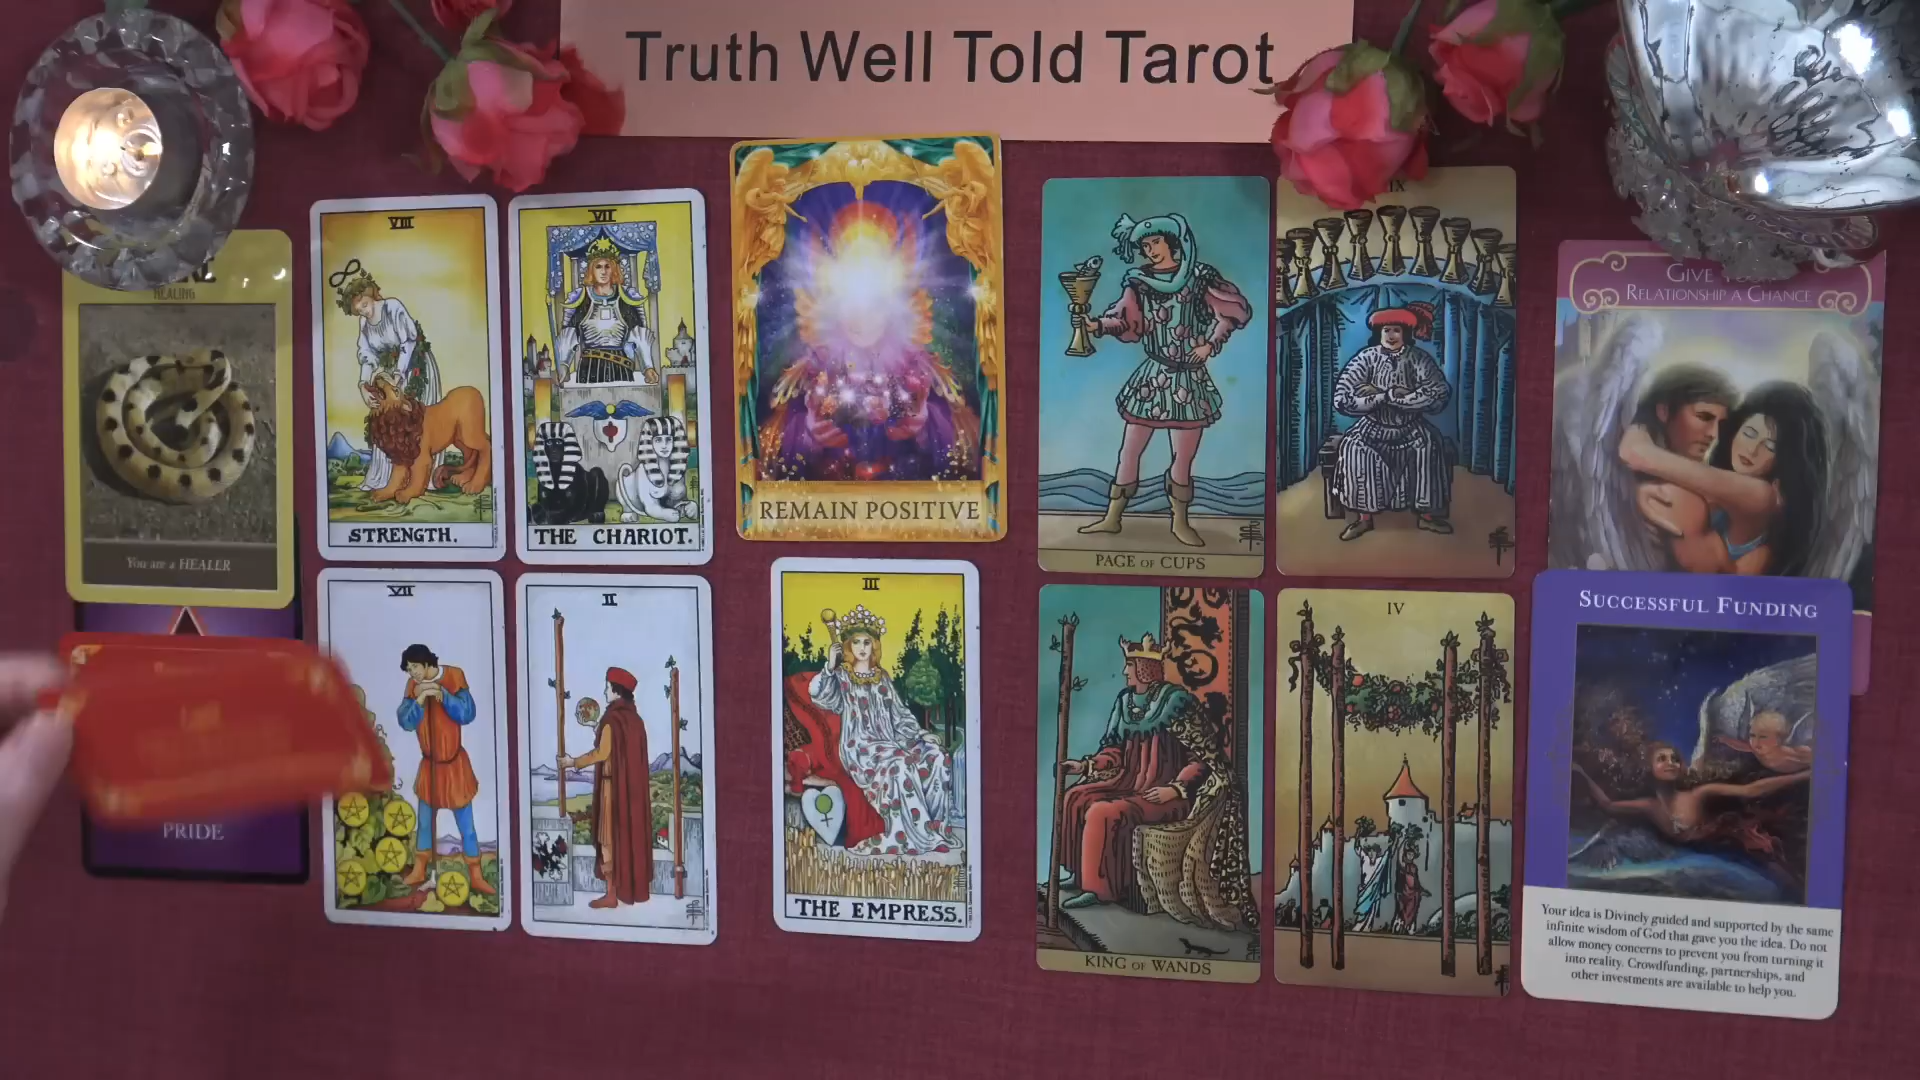 Truth Well Told Tarot
HEALING
You are a HEALER
PRIDE
VIII
STRENGTH.
VII
THE CHARIOT.
VII
II
REMAIN POSITIVE
III
THE EMPRESS.
PAGE OF CUPS
IX
KING OF WANDS
IV
GIVE
RELATIONSHIP A CHANCE
SUCCESSFUL FUNDING
Your idea is Divinely guided and supported by the same
infinite wisdom of God that gave you the idea. Do not
allow money concerns to prevent you from turning it
into reality. Crowdfunding, partnerships, and
other investments are available to help you.